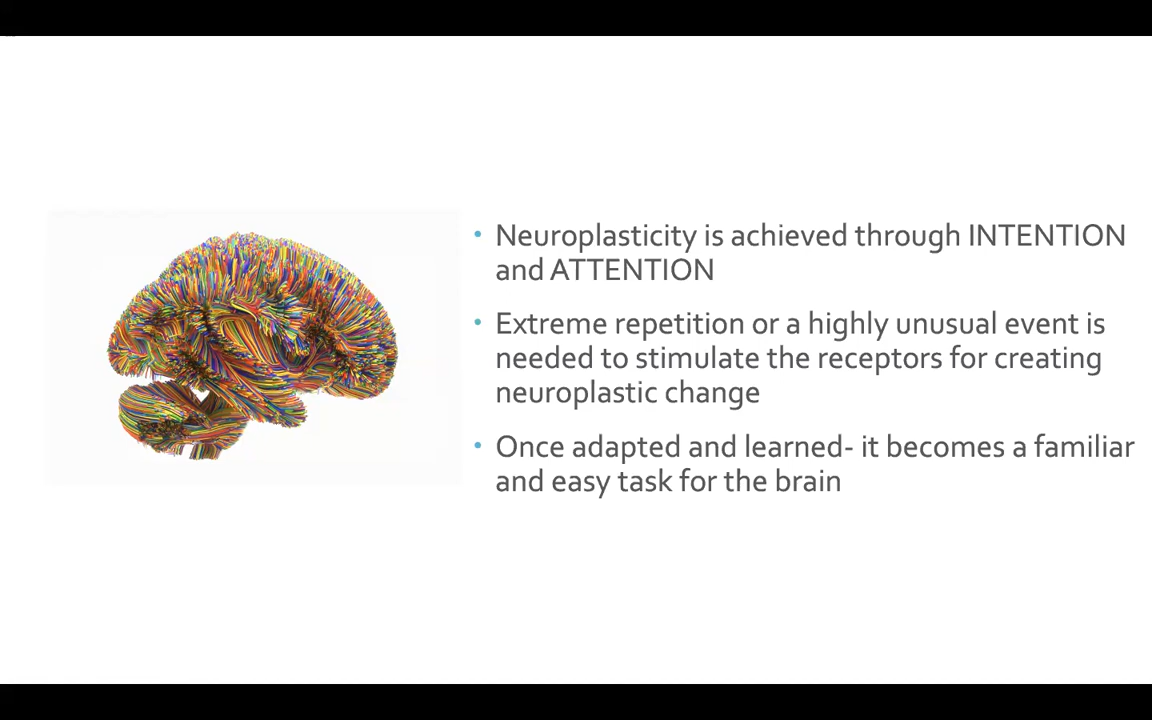 • Neuroplasticity is achieved through INTENTION
and ATTENTION
• Extreme repetition or a highly unusual event is
needed to stimulate the receptors for creating
neuroplastic change
• Once adapted and learned- it becomes a familiar
and easy task for the brain